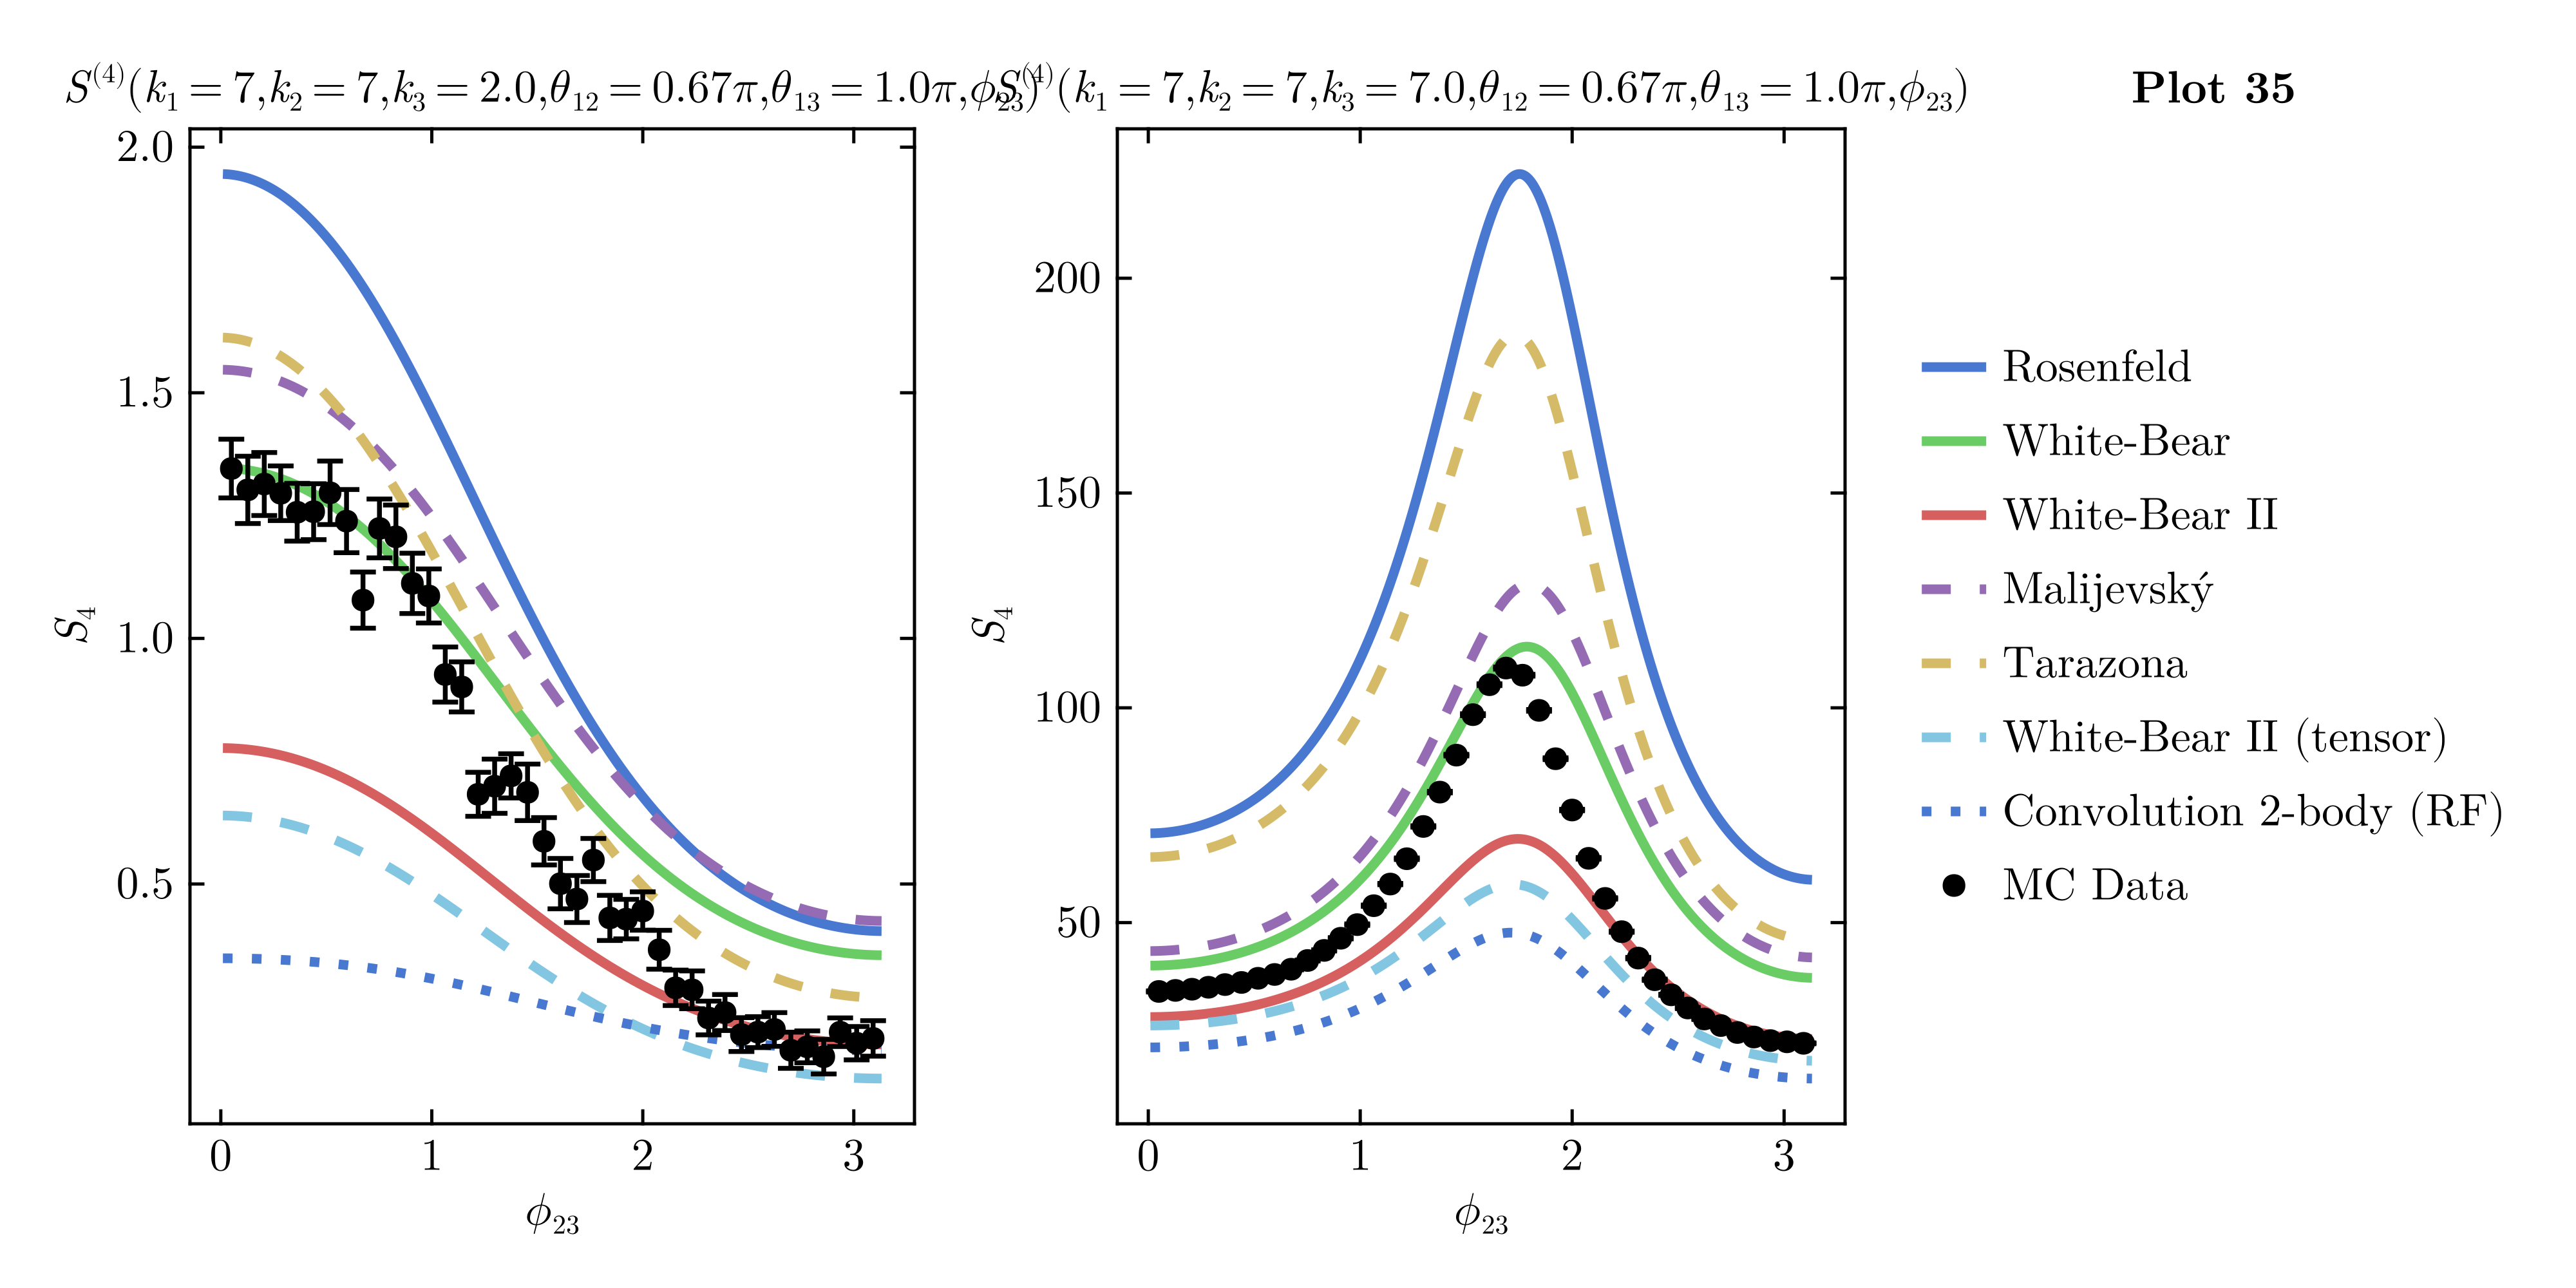 S^(4)(k_1 = 7,k_2 = 7,k_3 = 2.0,θ_12 = 0.67π,θ_13 = 1.0π,ϕ_23)
S^(4)(k_1 = 7,k_2 = 7,k_3 = 7.0,θ_12 = 0.67π,θ_13 = 1.0π,ϕ_23)
Plot 35
2.0
1.5
1.0
0.5
S_4
0 1 2 3
ϕ_23
200
150
100
50
S_4
0 1 2 3
ϕ_23
Rosenfeld
White-Bear
White-Bear II
Malijevský
Tarazona
White-Bear II (tensor)
Convolution 2-body (RF)
MC Data